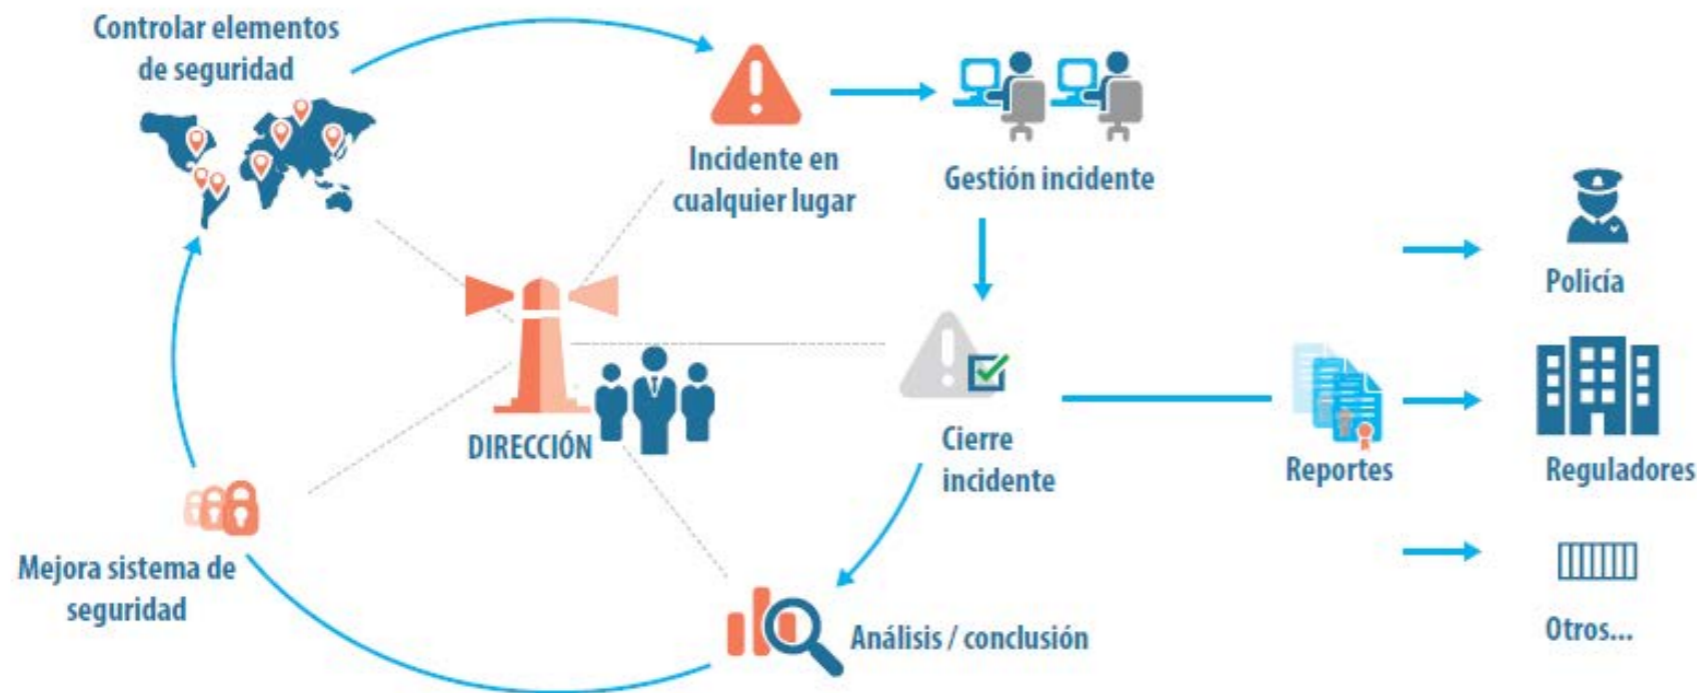 Controlar elementos
de seguridad
Incidente en
cualquier lugar
Gestión incidente
Policía
DIRECCIÓN
Cierre
incidente
Reportes
Reguladores
Mejora sistema de
seguridad
Análisis / conclusión
Otros...